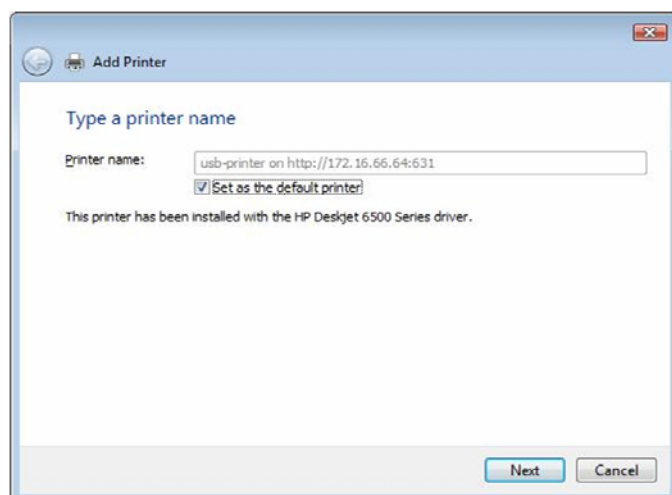 Add Printer
Type a printer name
Printer name:
usb-printer on http://172.16.66.64:631
Set as the default printer
This printer has been installed with the HP Deskjet 6500 Series driver.
Next
Cancel